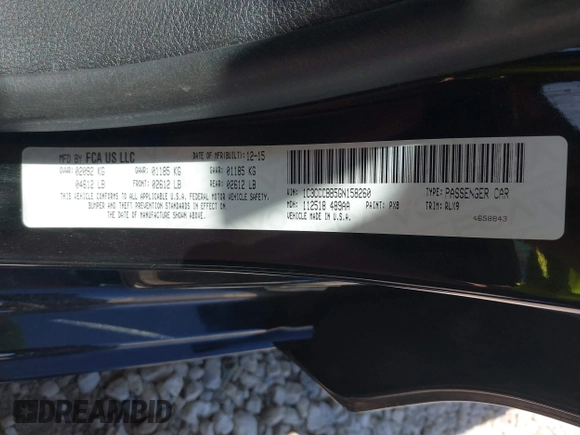 MFD BY FCA US LLC DATE OF MFR(BUILT): 12-15
GVWR: 02092 KG GAWR: 01185 KG GAWR: 01185 KG
04612 LB FRONT: 02612 LB REAR: 02612 LB
THIS VEHICLE CONFORMS TO ALL APPLICABLE U.S.A. FEDERAL MOTOR VEHICLE SAFETY,
BUMPER AND THEFT PREVENTION STANDARDS IN EFFECT ON
THE DATE OF MANUFACTURE SHOWN ABOVE.
VIN: 1C3CCCBB5GN158260 TYPE: PASSENGER CAR
MDH: 112518 489AA PAINT: PX8 TRIM: RLX9
VEHICLE MADE IN U.S.A. 4658843
DREAMBID